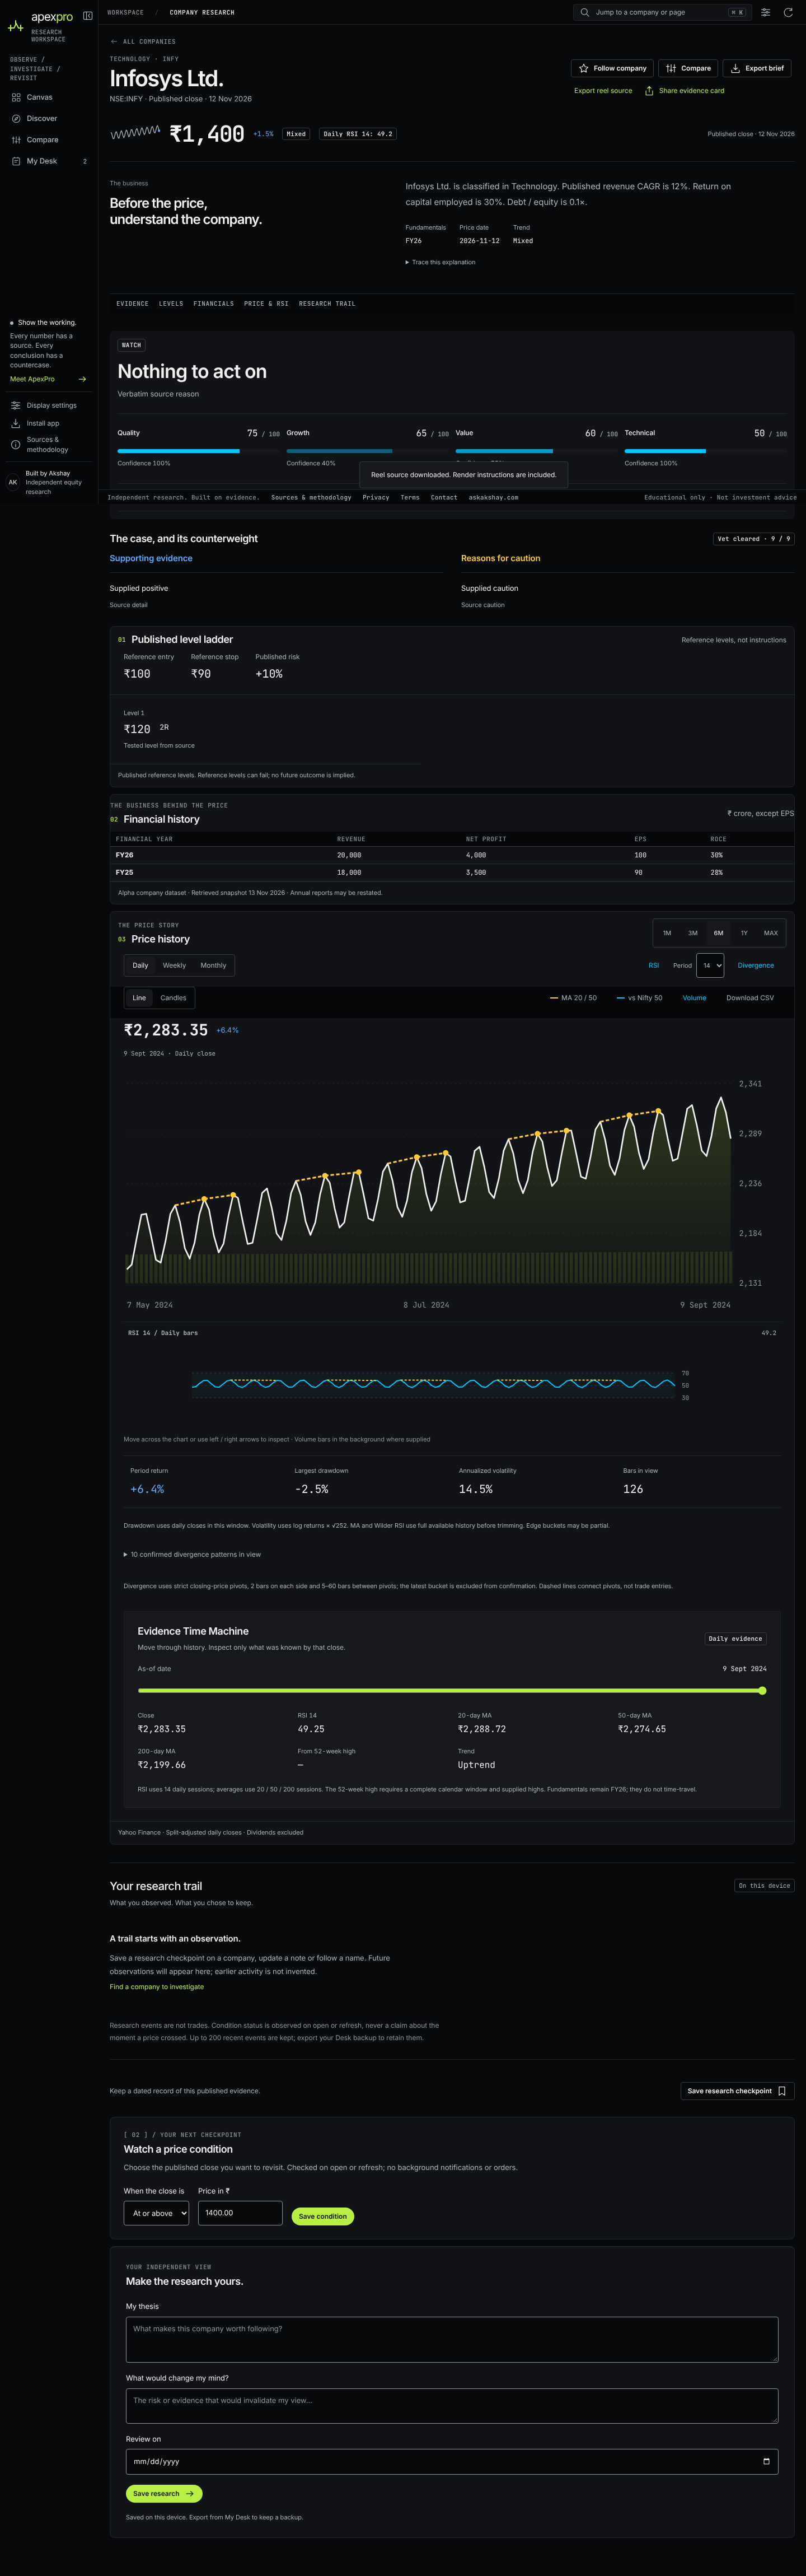 apexpro
RESEARCH
WORKSPACE
OBSERVE /
INVESTIGATE /
REVISIT
Canvas
Discover
Compare
My Desk 2
Show the working.
Every number has a
source. Every
conclusion has a
countercase.
Meet ApexPro
Display settings
Install app
Sources &
methodology
AK
Built by Akshay
Independent equity
research
WORKSPACE / COMPANY RESEARCH
Jump to a company or page ⌘ K
ALL COMPANIES
TECHNOLOGY · INFY
Infosys Ltd.
NSE:INFY · Published close · 12 Nov 2026
Follow company
Compare
Export brief
Export reel source
Share evidence card
₹1,400 +1.5% Mixed Daily RSI 14: 49.2
Published close · 12 Nov 2026
The business
Before the price,
understand the company.
Infosys Ltd. is classified in Technology. Published revenue CAGR is 12%. Return on
capital employed is 30%. Debt / equity is 0.1×.
Fundamentals Price date Trend
FY26 2026-11-12 Mixed
Trace this explanation
EVIDENCE LEVELS FINANCIALS PRICE & RSI RESEARCH TRAIL
WATCH
Nothing to act on
Verbatim source reason
Quality 75 / 100 Growth 65 / 100 Value 60 / 100 Technical 50 / 100
Confidence 100% Confidence 40% Confidence 100%
Reel source downloaded. Render instructions are included.
Independent research. Built on evidence. Sources & methodology Privacy Terms Contact askakshay.com Educational only · Not investment advice
The case, and its counterweight
Vet cleared · 9 / 9
Supporting evidence
Reasons for caution
Supplied positive
Supplied caution
Source detail
Source caution
01 Published level ladder
Reference levels, not instructions
Reference entry Reference stop Published risk
₹100 ₹90 +10%
Level 1
₹120 2R
Tested level from source
Published reference levels. Reference levels can fail; no future outcome is implied.
THE BUSINESS BEHIND THE PRICE
02 Financial history
₹ crore, except EPS
FINANCIAL YEAR REVENUE NET PROFIT EPS ROCE
FY26 20,000 4,000 100 30%
FY25 18,000 3,500 90 28%
Alpha company dataset · Retrieved snapshot 13 Nov 2026 · Annual reports may be restated.
THE PRICE STORY
03 Price history
1M 3M 6M 1Y MAX
Daily Weekly Monthly
RSI Period 14 Divergence
Line Candles
MA 20 / 50 vs Nifty 50 Volume Download CSV
₹2,283.35 +6.4%
9 Sept 2024 · Daily close
2,341
2,289
2,236
2,184
2,131
7 May 2024 8 Jul 2024 9 Sept 2024
RSI 14 / Daily bars 49.2
70
50
30
Move across the chart or use left / right arrows to inspect · Volume bars in the background where supplied
Period return Largest drawdown Annualized volatility Bars in view
+6.4% -2.5% 14.5% 126
Drawdown uses daily closes in this window. Volatility uses log returns × √252. MA and Wilder RSI use full available history before trimming. Edge buckets may be partial.
10 confirmed divergence patterns in view
Divergence uses strict closing-price pivots, 2 bars on each side and 5–60 bars between pivots; the latest bucket is excluded from confirmation. Dashed lines connect pivots, not trade entries.
Evidence Time Machine
Move through history. Inspect only what was known by that close.
Daily evidence
As-of date 9 Sept 2024
Close RSI 14 20-day MA 50-day MA
₹2,283.35 49.25 ₹2,288.72 ₹2,274.65
200-day MA From 52-week high Trend
₹2,199.66 — Uptrend
RSI uses 14 daily sessions; averages use 20 / 50 / 200 sessions. The 52-week high requires a complete calendar window and supplied highs. Fundamentals remain FY26; they do not time-travel.
Yahoo Finance · Split-adjusted daily closes · Dividends excluded
Your research trail
On this device
What you observed. What you chose to keep.
A trail starts with an observation.
Save a research checkpoint on a company, update a note or follow a name. Future
observations will appear here; earlier activity is not invented.
Find a company to investigate
Research events are not trades. Condition status is observed on open or refresh, never a claim about the
moment a price crossed. Up to 200 recent events are kept; export your Desk backup to retain them.
Keep a dated record of this published evidence.
Save research checkpoint
[ 02 ] / YOUR NEXT CHECKPOINT
Watch a price condition
Choose the published close you want to revisit. Checked on open or refresh; no background notifications or orders.
When the close is Price in ₹
At or above 1400.00 Save condition
YOUR INDEPENDENT VIEW
Make the research yours.
My thesis
What makes this company worth following?
What would change my mind?
The risk or evidence that would invalidate my view...
Review on
mm/dd/yyyy
Save research
Saved on this device. Export from My Desk to keep a backup.